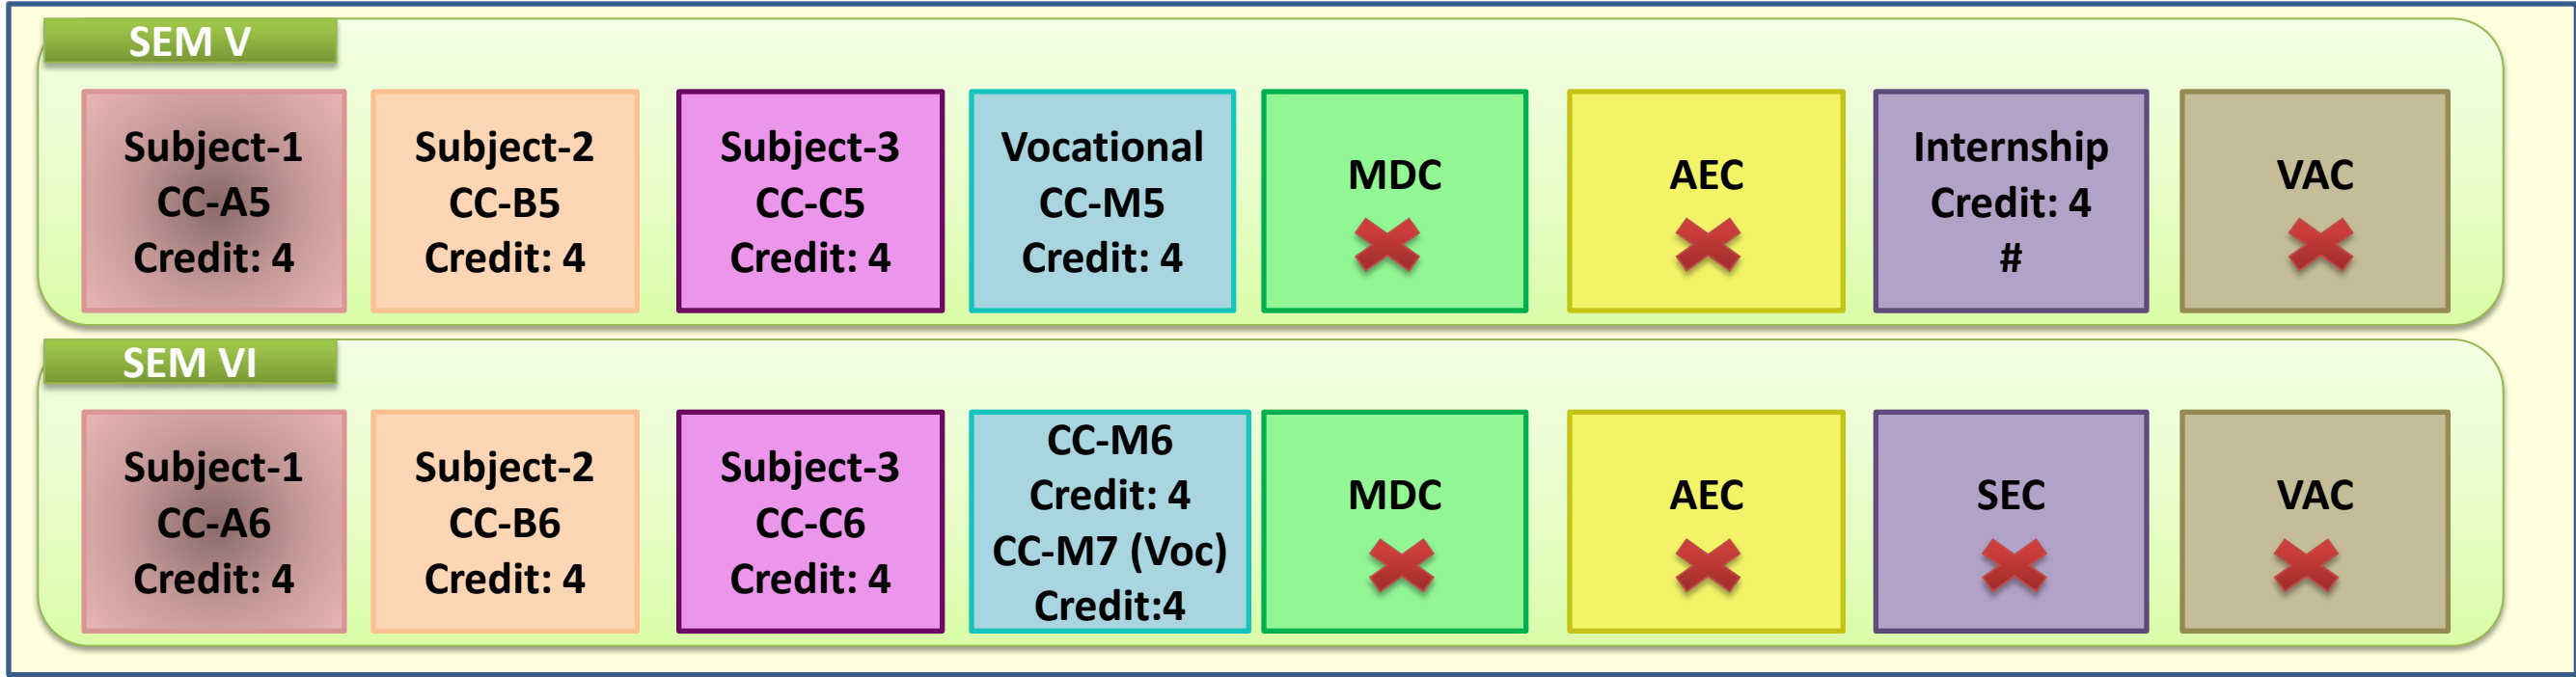 SEM V
Subject-1
CC-A5
Credit: 4
Subject-2
CC-B5
Credit: 4
Subject-3
CC-C5
Credit: 4
Vocational
CC-M5
Credit: 4
MDC
AEC
Internship
Credit: 4
#
VAC
SEM VI
Subject-1
CC-A6
Credit: 4
Subject-2
CC-B6
Credit: 4
Subject-3
CC-C6
Credit: 4
CC-M6
Credit: 4
CC-M7 (Voc)
Credit:4
MDC
AEC
SEC
VAC